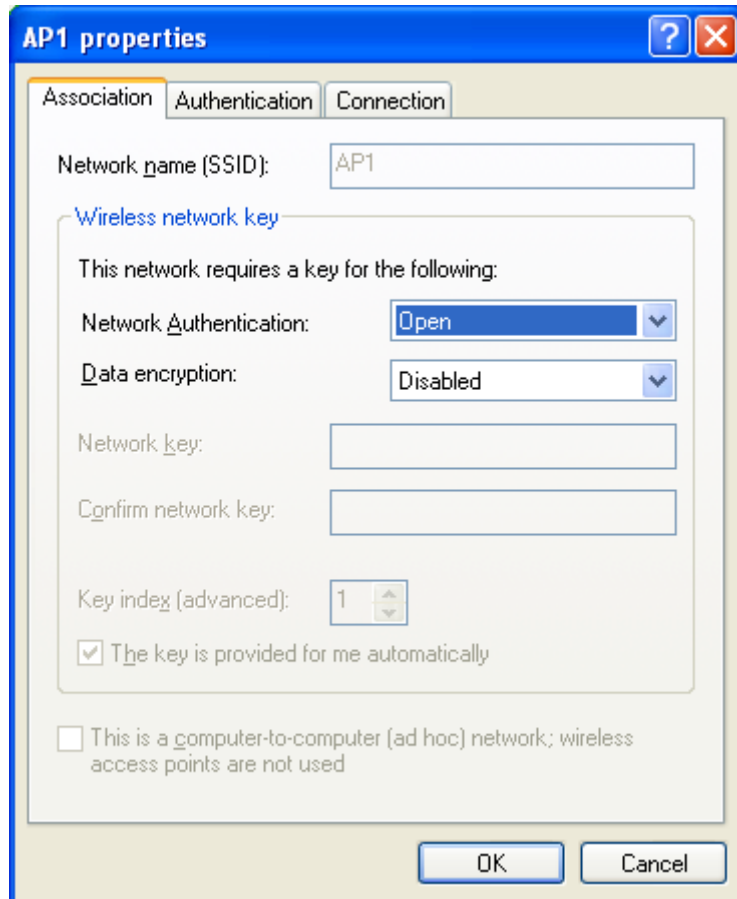 AP1 properties
Association Authentication Connection
Network name (SSID): AP1
Wireless network key
This network requires a key for the following:
Network Authentication: Open
Data encryption: Disabled
Network key:
Confirm network key:
Key index (advanced): 1
The key is provided for me automatically
This is a computer-to-computer (ad hoc) network; wireless
access points are not used
OK Cancel